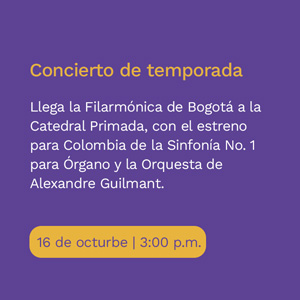 Concierto de temporada
Llega la Filarmónica de Bogotá a la
Catedral Primada, con el estreno
para Colombia de la Sinfonía No. 1
para Órgano y la Orquesta de
Alexandre Guilmant.
16 de octurbe | 3:00 p.m.